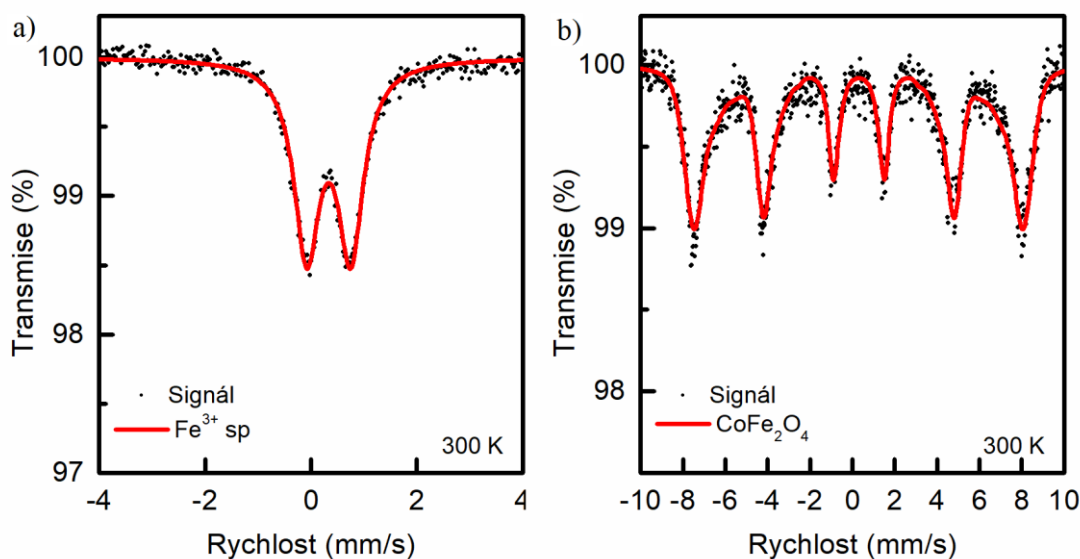 a)
Transmise (%)
100
99
98
97
-4
-2
0
2
4
Rychlost (mm/s)
Signál
Fe³⁺ sp
300 K
b)
Transmise (%)
100
99
98
-10
-8
-6
-4
-2
0
2
4
6
8
10
Rychlost (mm/s)
Signál
CoFe₂O₄
300 K